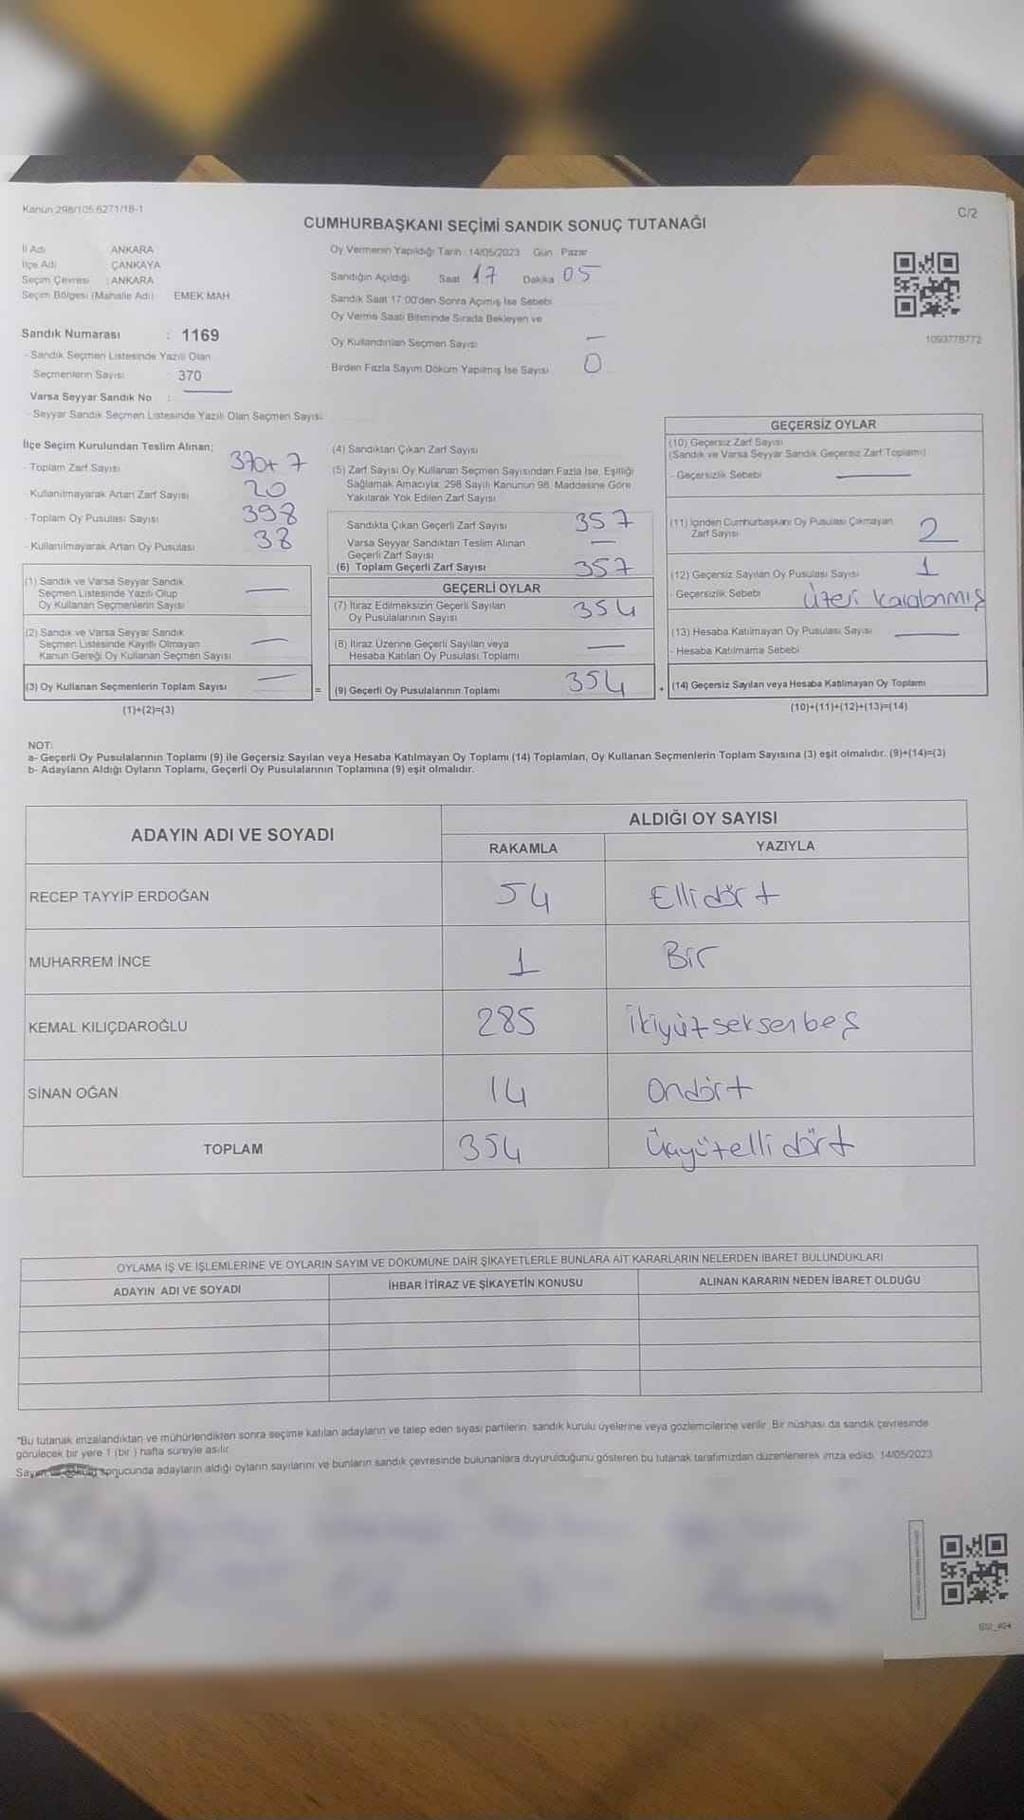 Kanun 298/105 6271/18-1
C/2
CUMHURBAŞKANI SEÇİMİ SANDIK SONUÇ TUTANAĞI
İl Adı : ANKARA
İlçe Adı : ÇANKAYA
Seçim Çevresi : ANKARA
Seçim Bölgesi (Mahalle Adı) EMEK MAH
Sandık Numarası : 1169
- Sandık Seçmen Listesinde Yazılı Olan
Seçmenlerin Sayısı 370
Varsa Seyyar Sandık No :
- Seyyar Sandık Seçmen Listesinde Yazılı Olan Seçmen Sayısı
Oy Vermenin Yapıldığı Tarih : 14/05/2023 Gün : Pazar
Sandığın Açıldığı Saat 17 Dakika 05
Sandık Saat 17:00'den Sonra Açılmış İse Sebebi
Oy Verme Saati Bitiminde Sırada Bekleyen ve
Oy Kullandırılan Seçmen Sayısı —
Birden Fazla Sayım Döküm Yapılmış İse Sayısı 0
1093778772
İlçe Seçim Kurulundan Teslim Alınan;
- Toplam Zarf Sayısı 370+7
- Kullanılmayarak Artan Zarf Sayısı 20
- Toplam Oy Pusulası Sayısı 398
- Kullanılmayarak Artan Oy Pusulası 38
(1) Sandık ve Varsa Seyyar Sandık
Seçmen Listesinde Yazılı Olup
Oy Kullanan Seçmenlerin Sayısı —
(2) Sandık ve Varsa Seyyar Sandık
Seçmen Listesinde Kayıtlı Olmayan
Kanun Gereği Oy Kullanan Seçmen Sayısı —
(3) Oy Kullanan Seçmenlerin Toplam Sayısı —
(1)+(2)=(3)
(4) Sandıktan Çıkan Zarf Sayısı
(5) Zarf Sayısı Oy Kullanan Seçmen Sayısından Fazla İse, Eşitliği
Sağlamak Amacıyla, 298 Sayılı Kanunun 98. Maddesine Göre
Yakılarak Yok Edilen Zarf Sayısı
Sandıkta Çıkan Geçerli Zarf Sayısı 357
Varsa Seyyar Sandıktan Teslim Alınan
Geçerli Zarf Sayısı —
(6) Toplam Geçerli Zarf Sayısı 357
GEÇERLİ OYLAR
(7) İtiraz Edilmeksizin Geçerli Sayılan
Oy Pusulalarının Sayısı 354
(8) İtiraz Üzerine Geçerli Sayılan veya
Hesaba Katılan Oy Pusulası Toplamı —
= (9) Geçerli Oy Pusulalarının Toplamı 354
GEÇERSİZ OYLAR
(10) Geçersiz Zarf Sayısı
(Sandık ve Varsa Seyyar Sandık Geçersiz Zarf Toplamı)
- Geçersizlik Sebebi —
(11) İçinden Cumhurbaşkanı Oy Pusulası Çıkmayan
Zarf Sayısı 2
(12) Geçersiz Sayılan Oy Pusulası Sayısı 1
- Geçersizlik Sebebi üzeri karalanmış
(13) Hesaba Katılmayan Oy Pusulası Sayısı —
- Hesaba Katılmama Sebebi
+ (14) Geçersiz Sayılan veya Hesaba Katılmayan Oy Toplamı
(10)+(11)+(12)+(13)=(14)
NOT:
a- Geçerli Oy Pusulalarının Toplamı (9) ile Geçersiz Sayılan veya Hesaba Katılmayan Oy Toplamı (14) Toplamları, Oy Kullanan Seçmenlerin Toplam Sayısına (3) eşit olmalıdır. (9)+(14)=(3)
b- Adayların Aldığı Oyların Toplamı, Geçerli Oy Pusulalarının Toplamına (9) eşit olmalıdır.
ADAYIN ADI VE SOYADI
ALDIĞI OY SAYISI
RAKAMLA YAZIYLA
RECEP TAYYİP ERDOĞAN 54 Ellidört
MUHARREM İNCE 1 Bir
KEMAL KILIÇDAROĞLU 285 ikiyüzseksenbeş
SİNAN OĞAN 14 Ondört
TOPLAM 354 Üçyüzellidört
OYLAMA İŞ VE İŞLEMLERİNE VE OYLARIN SAYIM VE DÖKÜMÜNE DAİR ŞİKAYETLERLE BUNLARA AİT KARARLARIN NELERDEN İBARET BULUNDUKLARI
ADAYIN ADI VE SOYADI İHBAR İTİRAZ VE ŞİKAYETİN KONUSU ALINAN KARARIN NEDEN İBARET OLDUĞU
"Bu tutanak imzalandıktan ve mühürlendikten sonra seçime katılan adayların ve talep eden siyasi partilerin, sandık kurulu üyelerine veya gözlemcilerine verilir. Bir nüshası da sandık çevresinde
görülecek bir yere 1 (bir) hafta süreyle asılır.
Sayım ve döküm sonucunda adayların aldığı oyların sayılarını ve bunların sandık çevresinde bulunanlara duyurulduğunu gösteren bu tutanak tarafımızdan düzenlenerek imza edildi. 14/05/2023